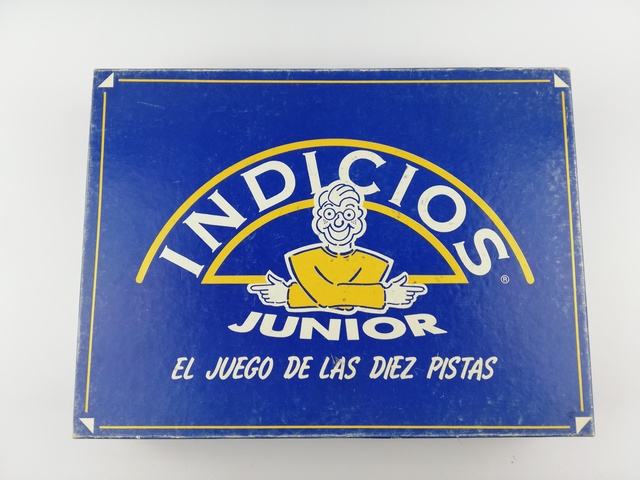 INDICIOS®
JUNIOR
EL JUEGO DE LAS DIEZ PISTAS